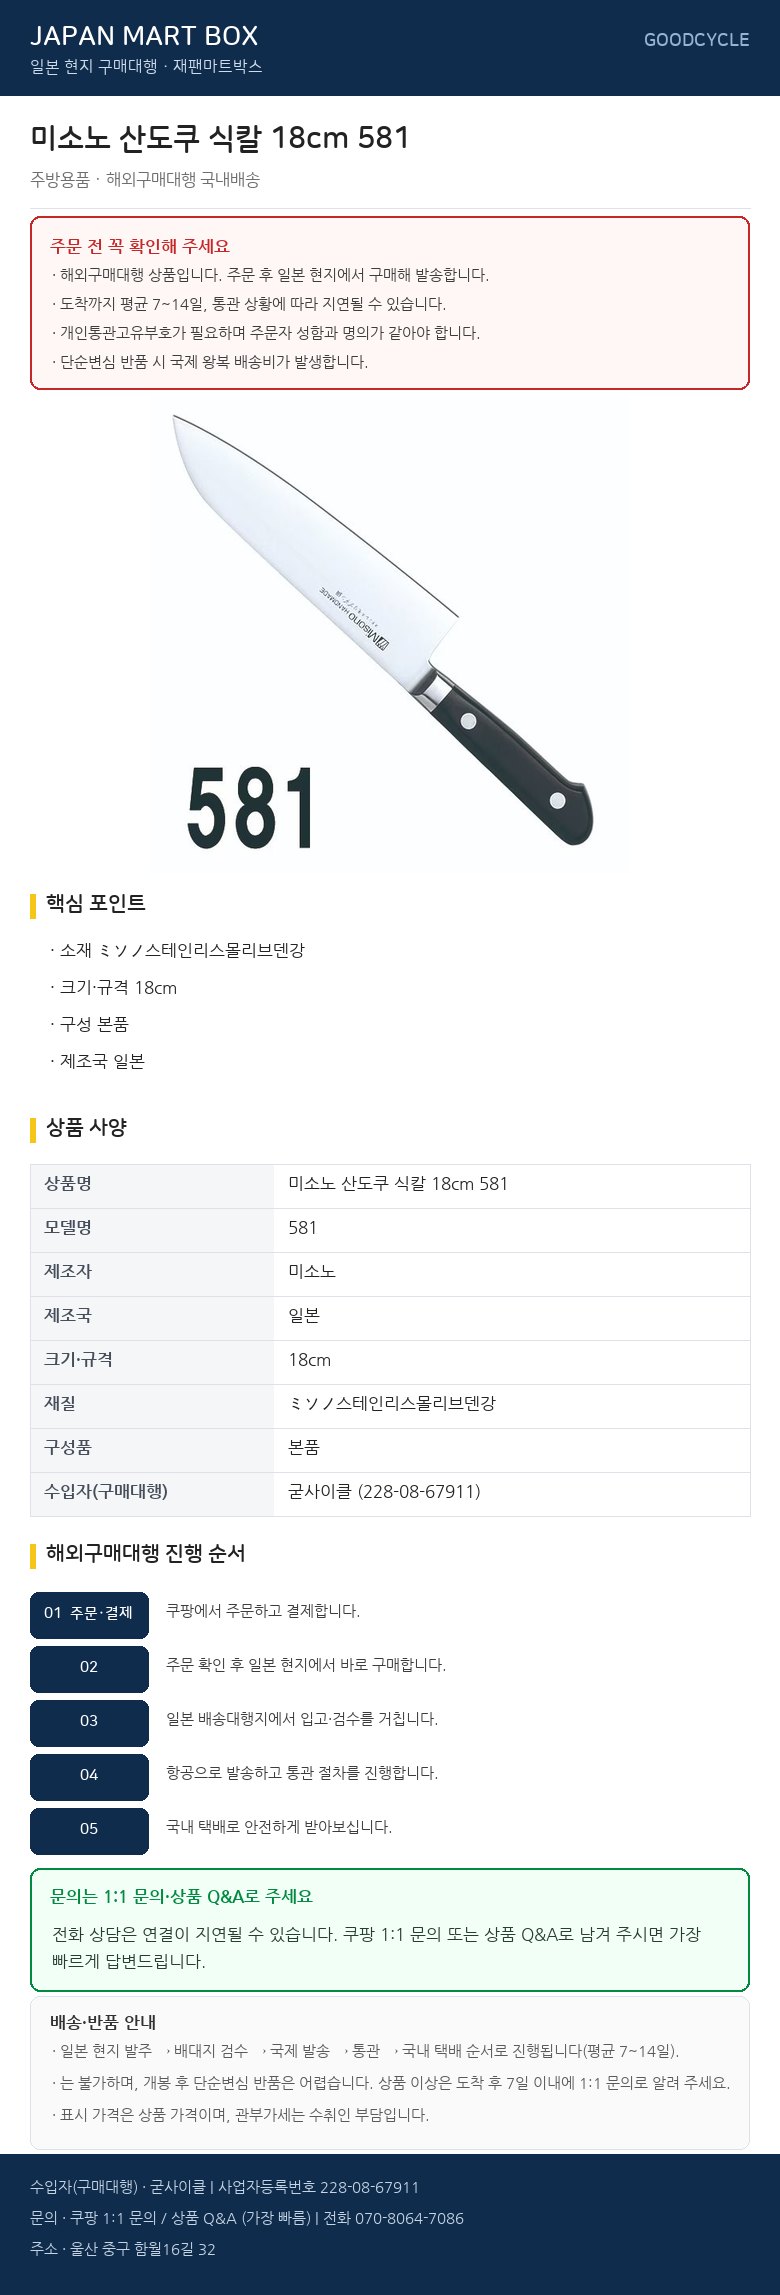 JAPAN MART BOX
일본 현지 구매대행 · 재팬마트박스
GOODCYCLE
미소노 산도쿠 식칼 18cm 581
주방용품 · 해외구매대행 국내배송
주문 전 꼭 확인해 주세요
· 해외구매대행 상품입니다. 주문 후 일본 현지에서 구매해 발송합니다.
· 도착까지 평균 7~14일, 통관 상황에 따라 지연될 수 있습니다.
· 개인통관고유부호가 필요하며 주문자 성함과 명의가 같아야 합니다.
· 단순변심 반품 시 국제 왕복 배송비가 발생합니다.
Misono
HANDMADE
581
핵심 포인트
· 소재 ミソノ스테인리스몰리브덴강
· 크기·규격 18cm
· 구성 본품
· 제조국 일본
상품 사양
상품명 미소노 산도쿠 식칼 18cm 581
모델명 581
제조자 미소노
제조국 일본
크기·규격 18cm
재질 ミソノ스테인리스몰리브덴강
구성품 본품
수입자(구매대행) 굳사이클 (228-08-67911)
해외구매대행 진행 순서
01 주문·결제 쿠팡에서 주문하고 결제합니다.
02 주문 확인 후 일본 현지에서 바로 구매합니다.
03 일본 배송대행지에서 입고·검수를 거칩니다.
04 항공으로 발송하고 통관 절차를 진행합니다.
05 국내 택배로 안전하게 받아보십니다.
문의는 1:1 문의·상품 Q&A로 주세요
전화 상담은 연결이 지연될 수 있습니다. 쿠팡 1:1 문의 또는 상품 Q&A로 남겨 주시면 가장
빠르게 답변드립니다.
배송·반품 안내
· 일본 현지 발주 › 배대지 검수 › 국제 발송 › 통관 › 국내 택배 순서로 진행됩니다(평균 7~14일).
· 는 불가하며, 개봉 후 단순변심 반품은 어렵습니다. 상품 이상은 도착 후 7일 이내에 1:1 문의로 알려 주세요.
· 표시 가격은 상품 가격이며, 관부가세는 수취인 부담입니다.
수입자(구매대행) · 굳사이클 | 사업자등록번호 228-08-67911
문의 · 쿠팡 1:1 문의 / 상품 Q&A (가장 빠름) | 전화 070-8064-7086
주소 · 울산 중구 함월16길 32